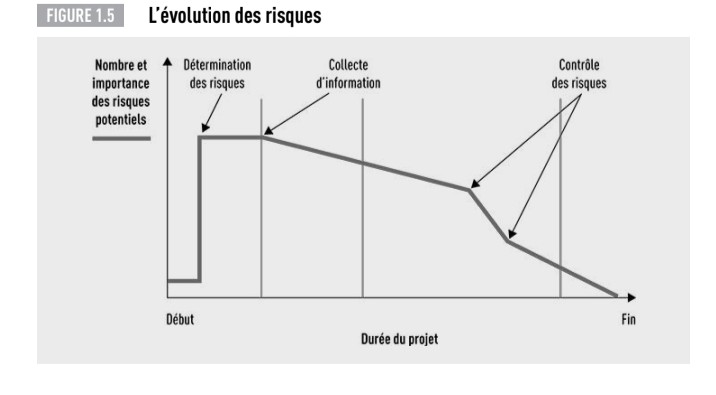 FIGURE 1.5 L’évolution des risques
Nombre et
importance
des risques
potentiels
Détermination
des risques
Collecte
d’information
Contrôle
des risques
Début
Fin
Durée du projet